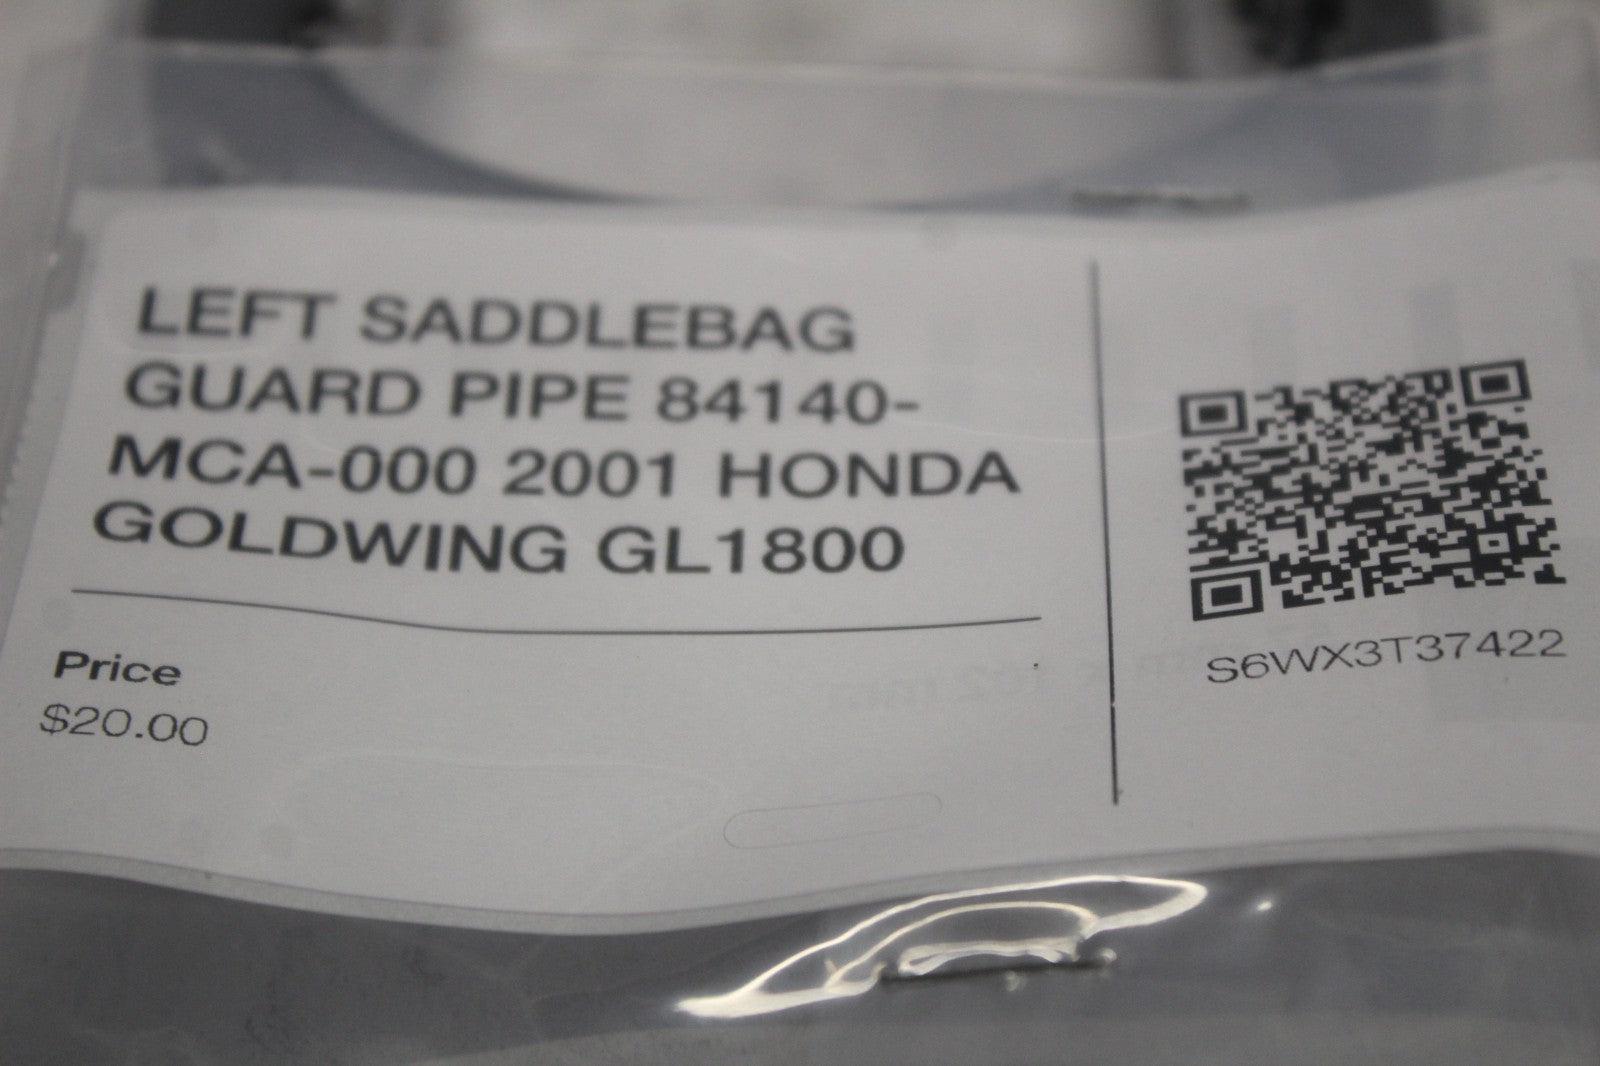 LEFT SADDLEBAG
GUARD PIPE 84140-
MCA-000 2001 HONDA
GOLDWING GL1800
Price
$20.00
S6WX3T37422